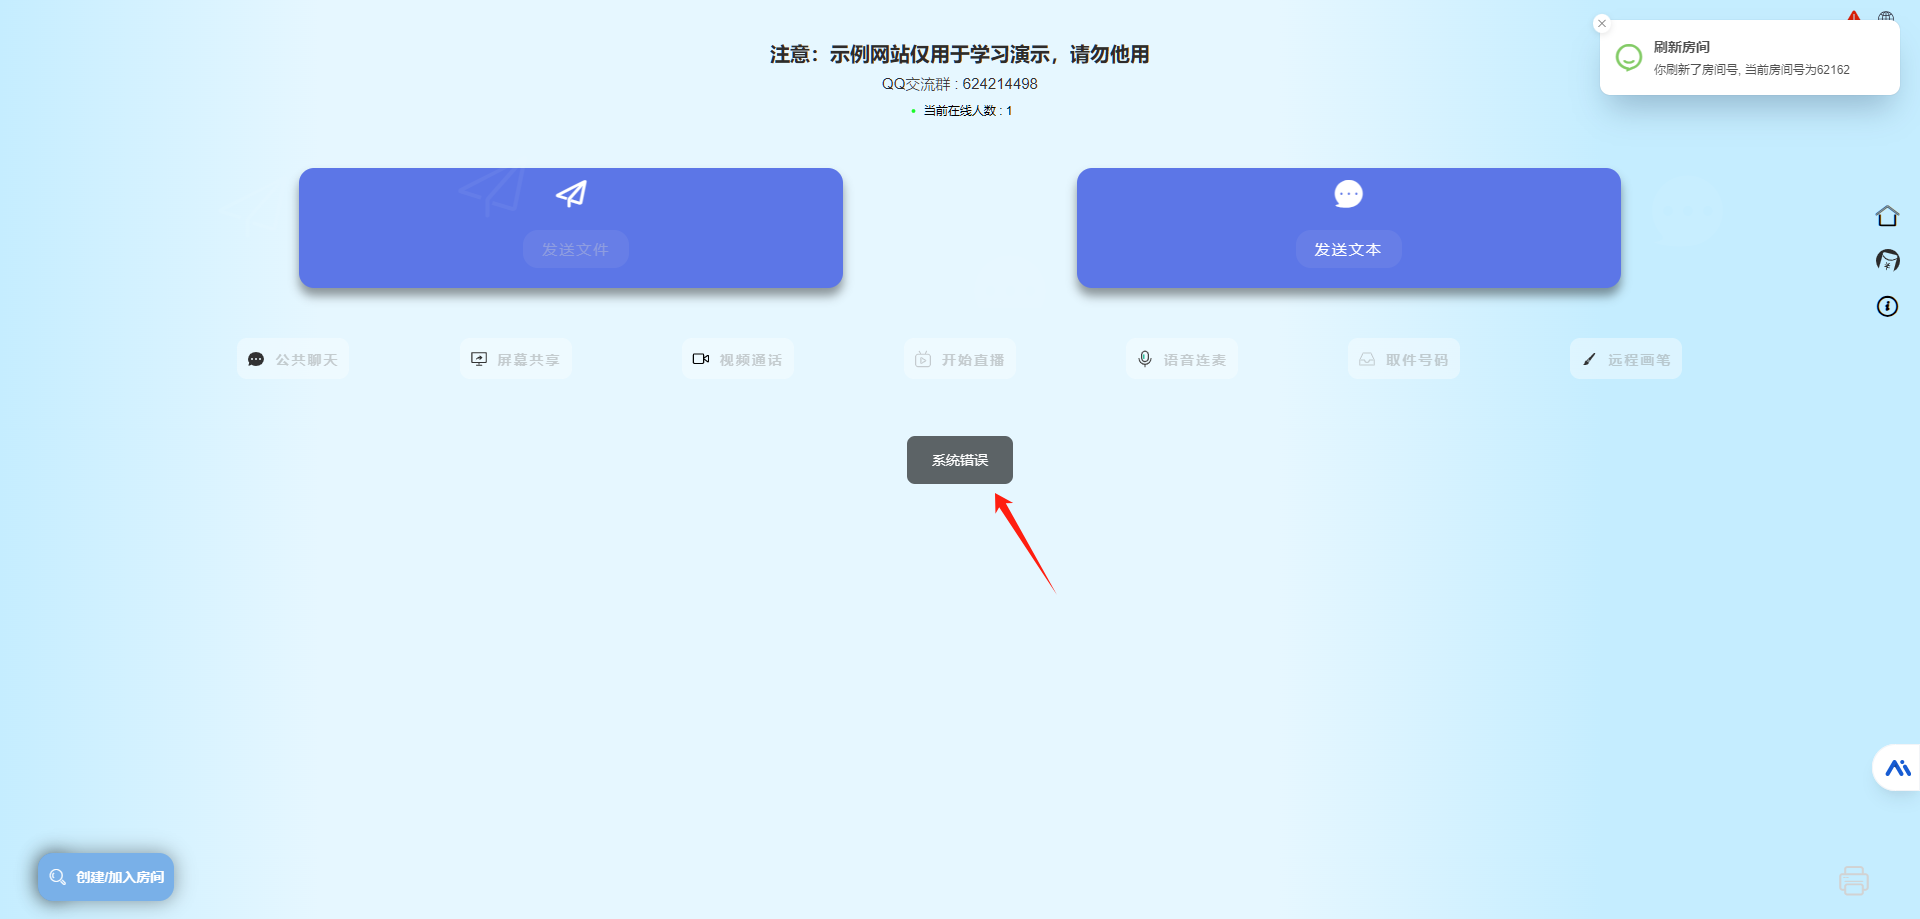 注意：示例网站仅用于学习演示，请勿他用
QQ交流群 : 624214498
当前在线人数 : 1
刷新房间
你刷新了房间号, 当前房间号为62162
发送文件
发送文本
公共聊天
屏幕共享
视频通话
开始直播
语音连麦
取件号码
远程画笔
系统错误
创建/加入房间